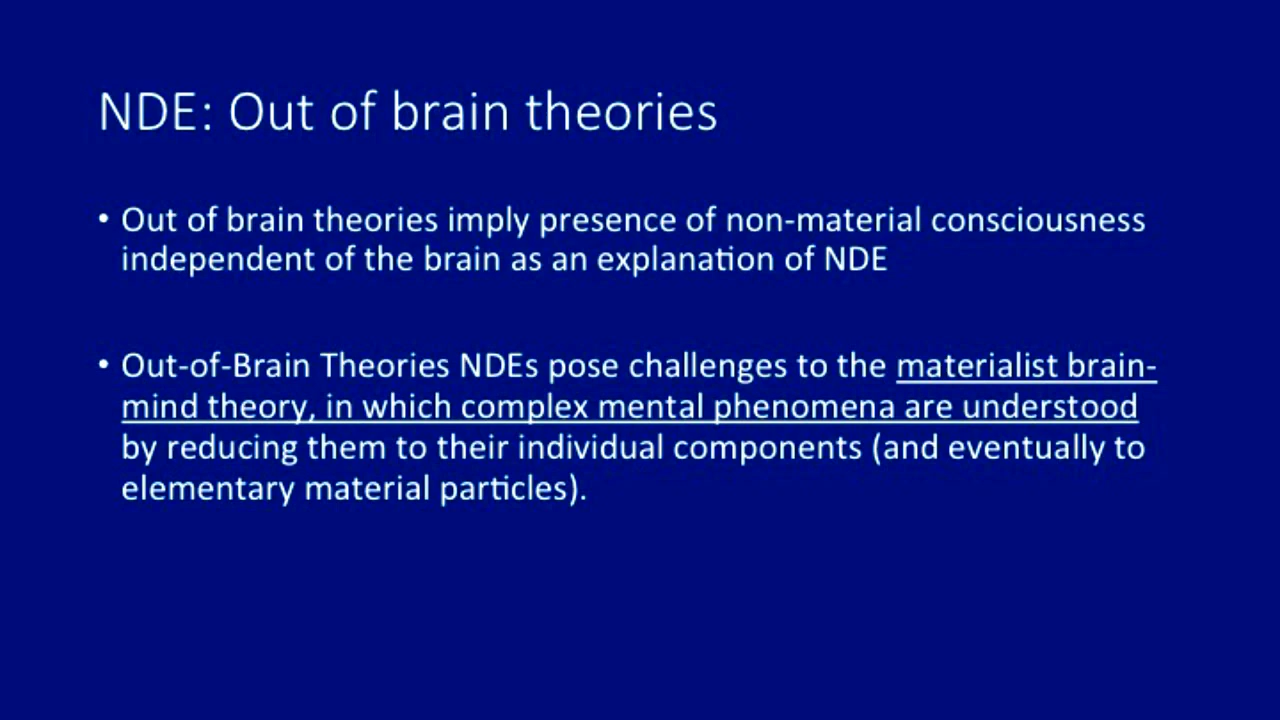 NDE: Out of brain theories
• Out of brain theories imply presence of non-material consciousness
independent of the brain as an explanation of NDE
• Out-of-Brain Theories NDEs pose challenges to the materialist brain-
mind theory, in which complex mental phenomena are understood
by reducing them to their individual components (and eventually to
elementary material particles).